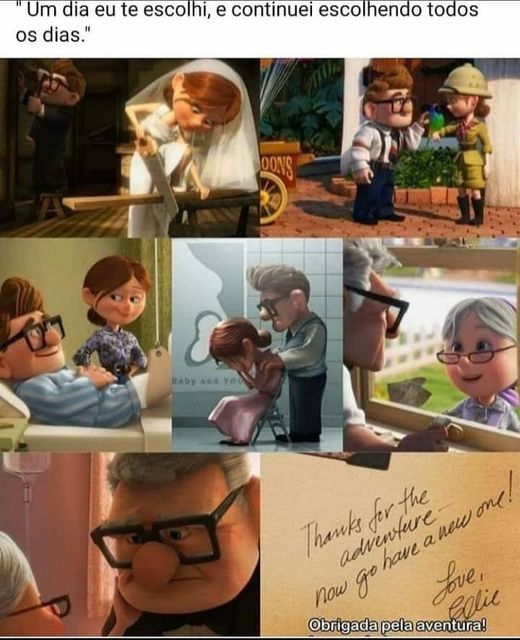 " Um dia eu te escolhi, e continuei escolhendo todos
os dias."
OONS
Baby and YOU
Thanks for the
adventure-
now go have a new one!
Love,
Ellie
Obrigada pela aventura!